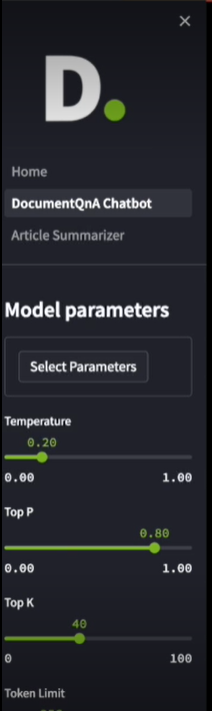 ×
D.
Home
DocumentQnA Chatbot
Article Summarizer
Model parameters
Select Parameters
Temperature
0.20
0.00 1.00
Top P
0.80
0.00 1.00
Top K
40
0 100
Token Limit